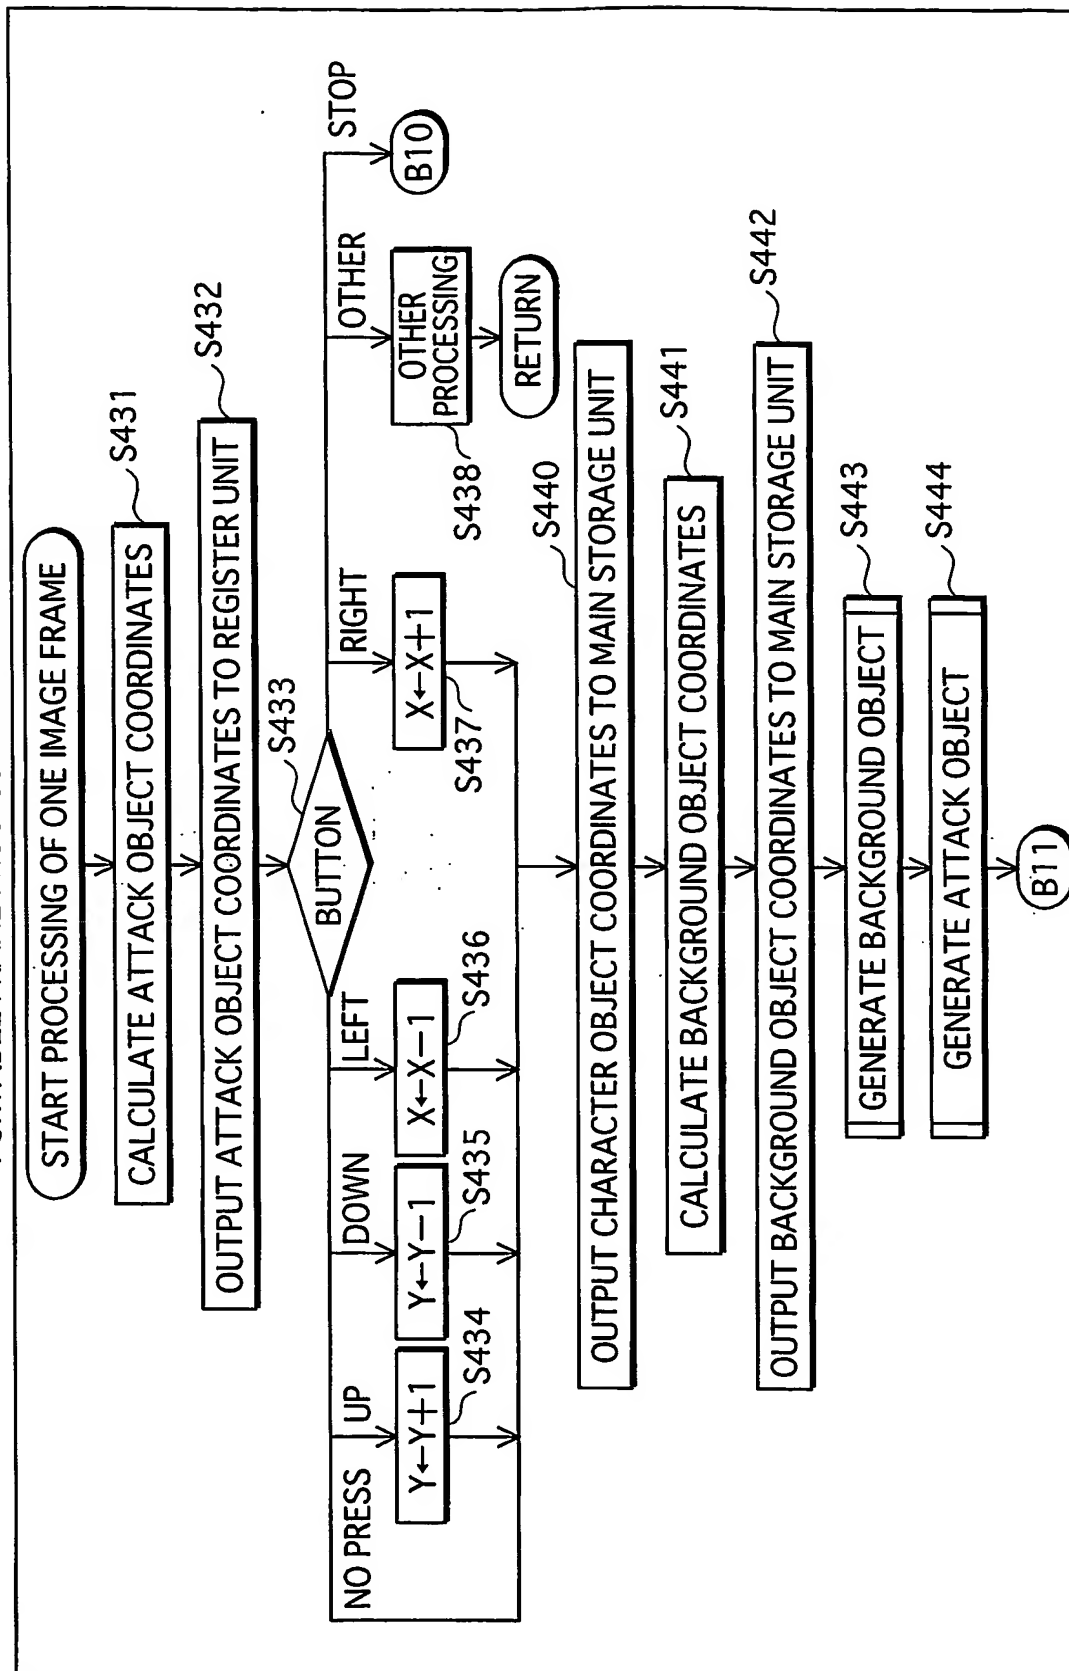 START PROCESSING OF ONE IMAGE FRAME
CALCULATE ATTACK OBJECT COORDINATES
S431
OUTPUT ATTACK OBJECT COORDINATES TO REGISTER UNIT
S432
BUTTON
S433
NO PRESS
UP
DOWN
LEFT
RIGHT
OTHER
STOP
Y←Y+1
S434
Y←Y−1
S435
X←X−1
S436
X←X+1
S437
OTHER
PROCESSING
S438
B10
RETURN
OUTPUT CHARACTER OBJECT COORDINATES TO MAIN STORAGE UNIT
S440
CALCULATE BACKGROUND OBJECT COORDINATES
S441
OUTPUT BACKGROUND OBJECT COORDINATES TO MAIN STORAGE UNIT
S442
GENERATE BACKGROUND OBJECT
S443
GENERATE ATTACK OBJECT
S444
B11